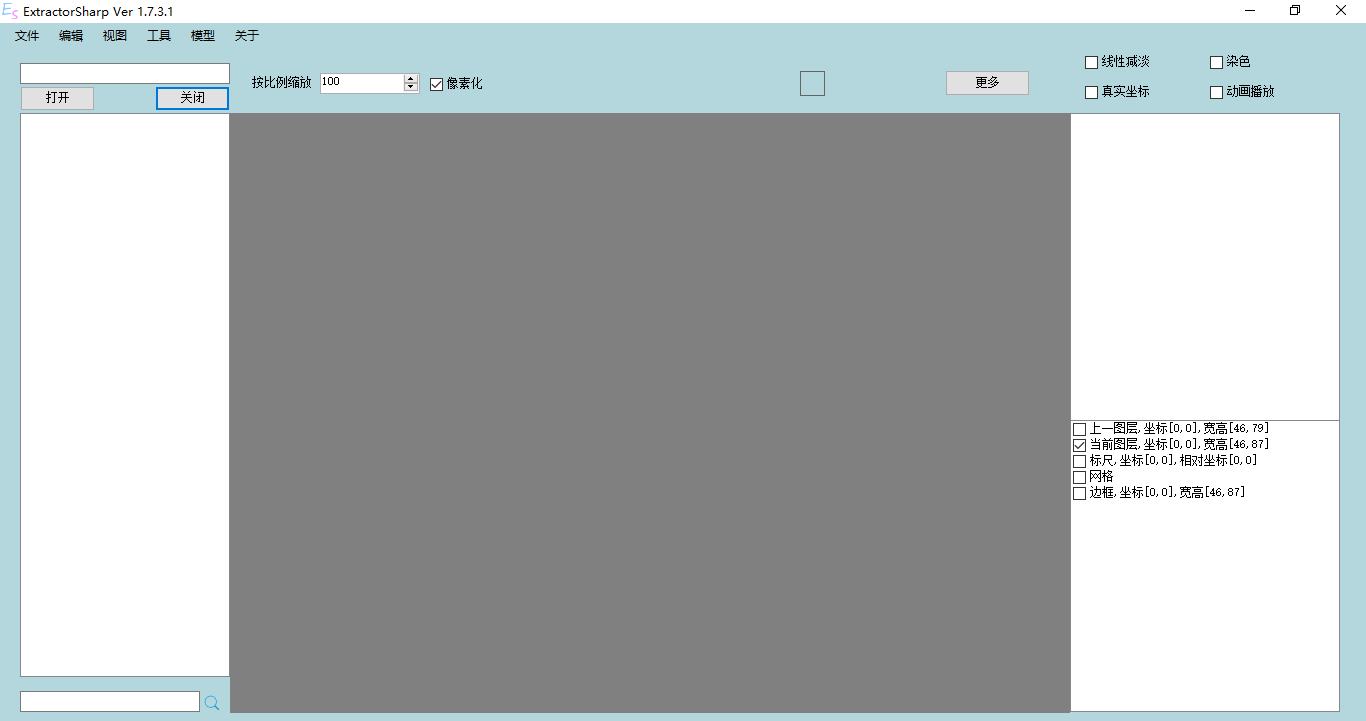 ExtractorSharp Ver 1.7.3.1
文件 编辑 视图 工具 模型 关于
打开 关闭
按比例缩放 100 像素化
更多
线性减淡 染色
真实坐标 动画播放
上一图层,坐标[0,0],宽高[46,79]
当前图层,坐标[0,0],宽高[46,87]
标尺,坐标[0,0],相对坐标[0,0]
网格
边框,坐标[0,0],宽高[46,87]